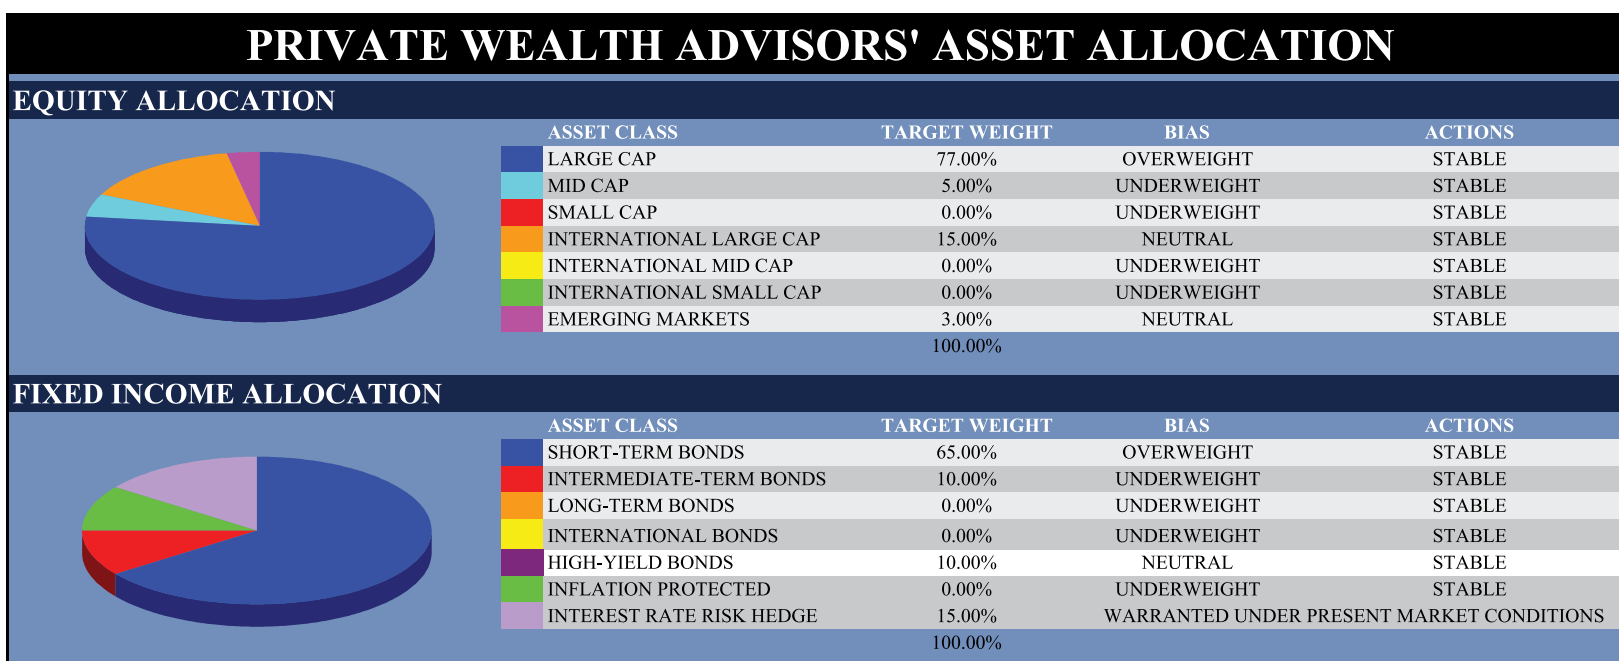 PRIVATE WEALTH ADVISORS' ASSET ALLOCATION
EQUITY ALLOCATION
ASSET CLASS TARGET WEIGHT BIAS ACTIONS
LARGE CAP 77.00% OVERWEIGHT STABLE
MID CAP 5.00% UNDERWEIGHT STABLE
SMALL CAP 0.00% UNDERWEIGHT STABLE
INTERNATIONAL LARGE CAP 15.00% NEUTRAL STABLE
INTERNATIONAL MID CAP 0.00% UNDERWEIGHT STABLE
INTERNATIONAL SMALL CAP 0.00% UNDERWEIGHT STABLE
EMERGING MARKETS 3.00% NEUTRAL STABLE
100.00%
FIXED INCOME ALLOCATION
ASSET CLASS TARGET WEIGHT BIAS ACTIONS
SHORT-TERM BONDS 65.00% OVERWEIGHT STABLE
INTERMEDIATE-TERM BONDS 10.00% UNDERWEIGHT STABLE
LONG-TERM BONDS 0.00% UNDERWEIGHT STABLE
INTERNATIONAL BONDS 0.00% UNDERWEIGHT STABLE
HIGH-YIELD BONDS 10.00% NEUTRAL STABLE
INFLATION PROTECTED 0.00% UNDERWEIGHT STABLE
INTEREST RATE RISK HEDGE 15.00% WARRANTED UNDER PRESENT MARKET CONDITIONS
100.00%